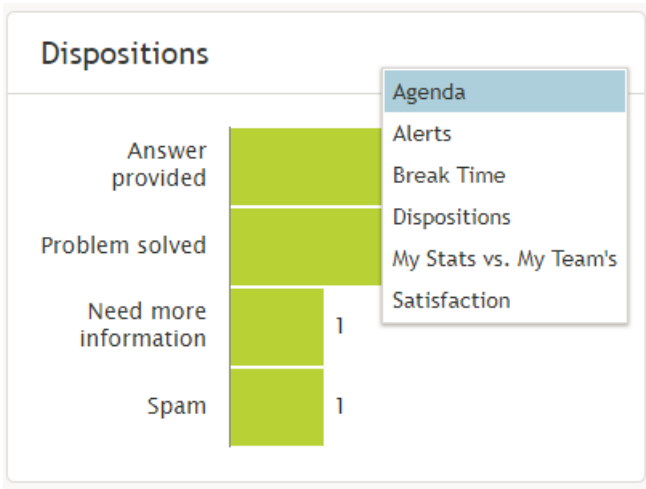 Dispositions
Answer
provided
Problem solved
Need more
information
1
Spam
1
Agenda
Alerts
Break Time
Dispositions
My Stats vs. My Team's
Satisfaction